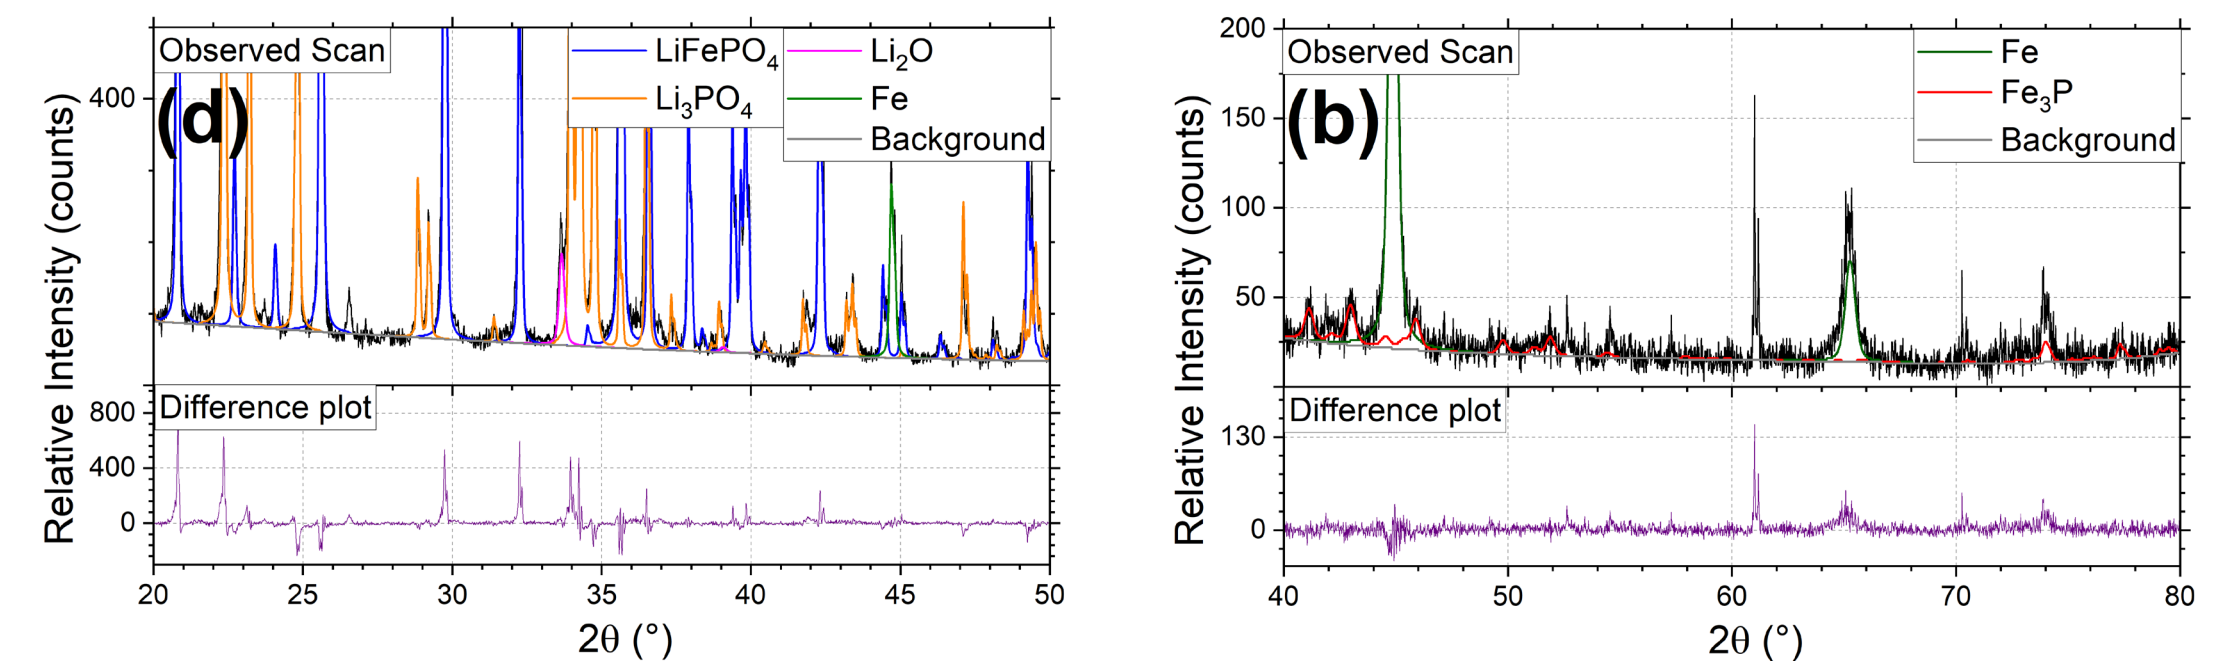 Observed Scan
(d)
LiFePO4
Li3PO4
Li2O
Fe
Background
400
Relative Intensity (counts)
Difference plot
800
400
0
20 25 30 35 40 45 50
2θ (°)
200
Observed Scan
(b)
Fe
Fe3P
Background
150
100
50
Relative Intensity (counts)
Difference plot
130
0
40 50 60 70 80
2θ (°)